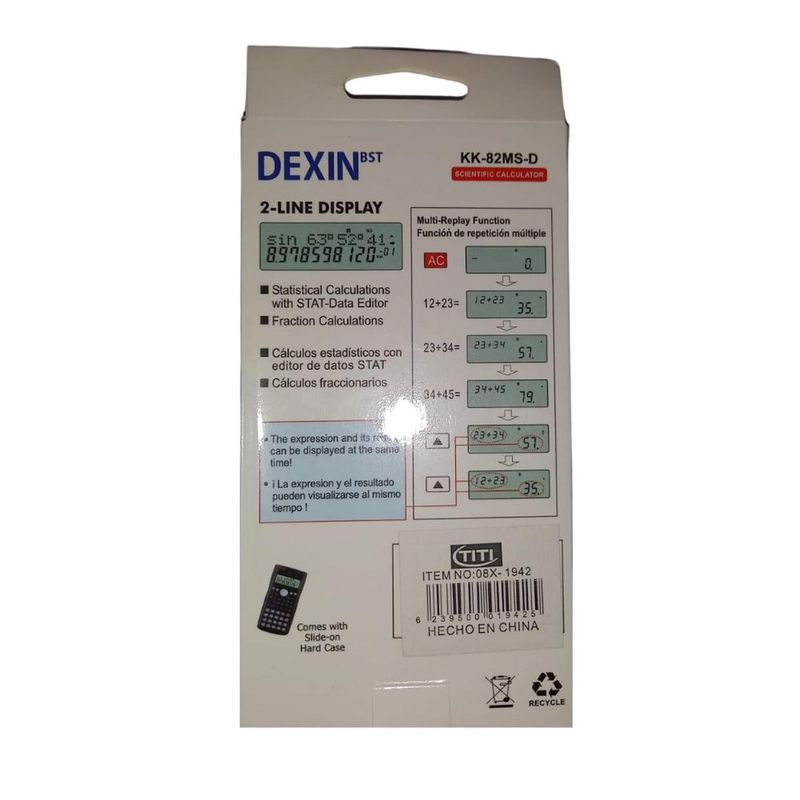 DEXIN BST
KK-82MS-D
SCIENTIFIC CALCULATOR
2-LINE DISPLAY
sin 63°52°41
8.978598120-01
■ Statistical Calculations
with STAT-Data Editor
■ Fraction Calculations
■ Cálculos estadísticos con
editor de datos STAT
■ Cálculos fraccionarios
• The expression and its
can be displayed at the same
time!
• ¡ La expresion y el resultado
pueden visualizarse al mismo
tiempo !
Multi-Replay Function
Función de repetición múltiple
AC
0.
12+23=
12+23
35.
23+34=
23+34
57.
34+45=
34+45
79.
23+34
57.
12+23
35.
Comes with
Slide-on
Hard Case
TITI
ITEM NO:08X- 1942
6 239500 019425
HECHO EN CHINA
RECYCLE